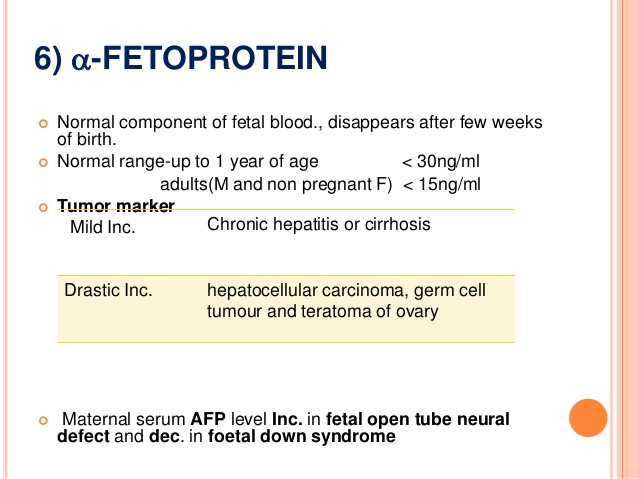 6) α-FETOPROTEIN
Normal component of fetal blood., disappears after few weeks
of birth.
Normal range-up to 1 year of age < 30ng/ml
adults(M and non pregnant F) < 15ng/ml
Tumor marker
Mild Inc. Chronic hepatitis or cirrhosis
Drastic Inc. hepatocellular carcinoma, germ cell
tumour and teratoma of ovary
Maternal serum AFP level Inc. in fetal open tube neural
defect and dec. in foetal down syndrome